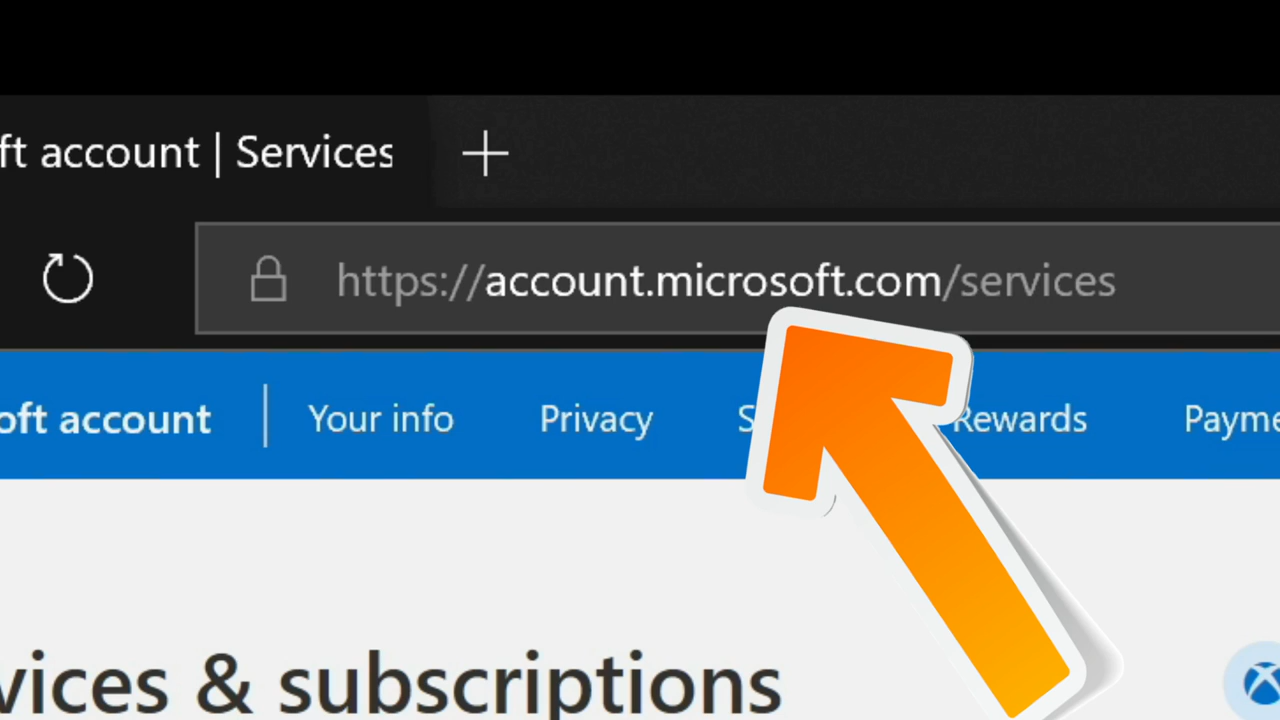 ft account | Services
https://account.microsoft.com/services
oft account | Your info Privacy S Rewards Payme
vices & subscriptions